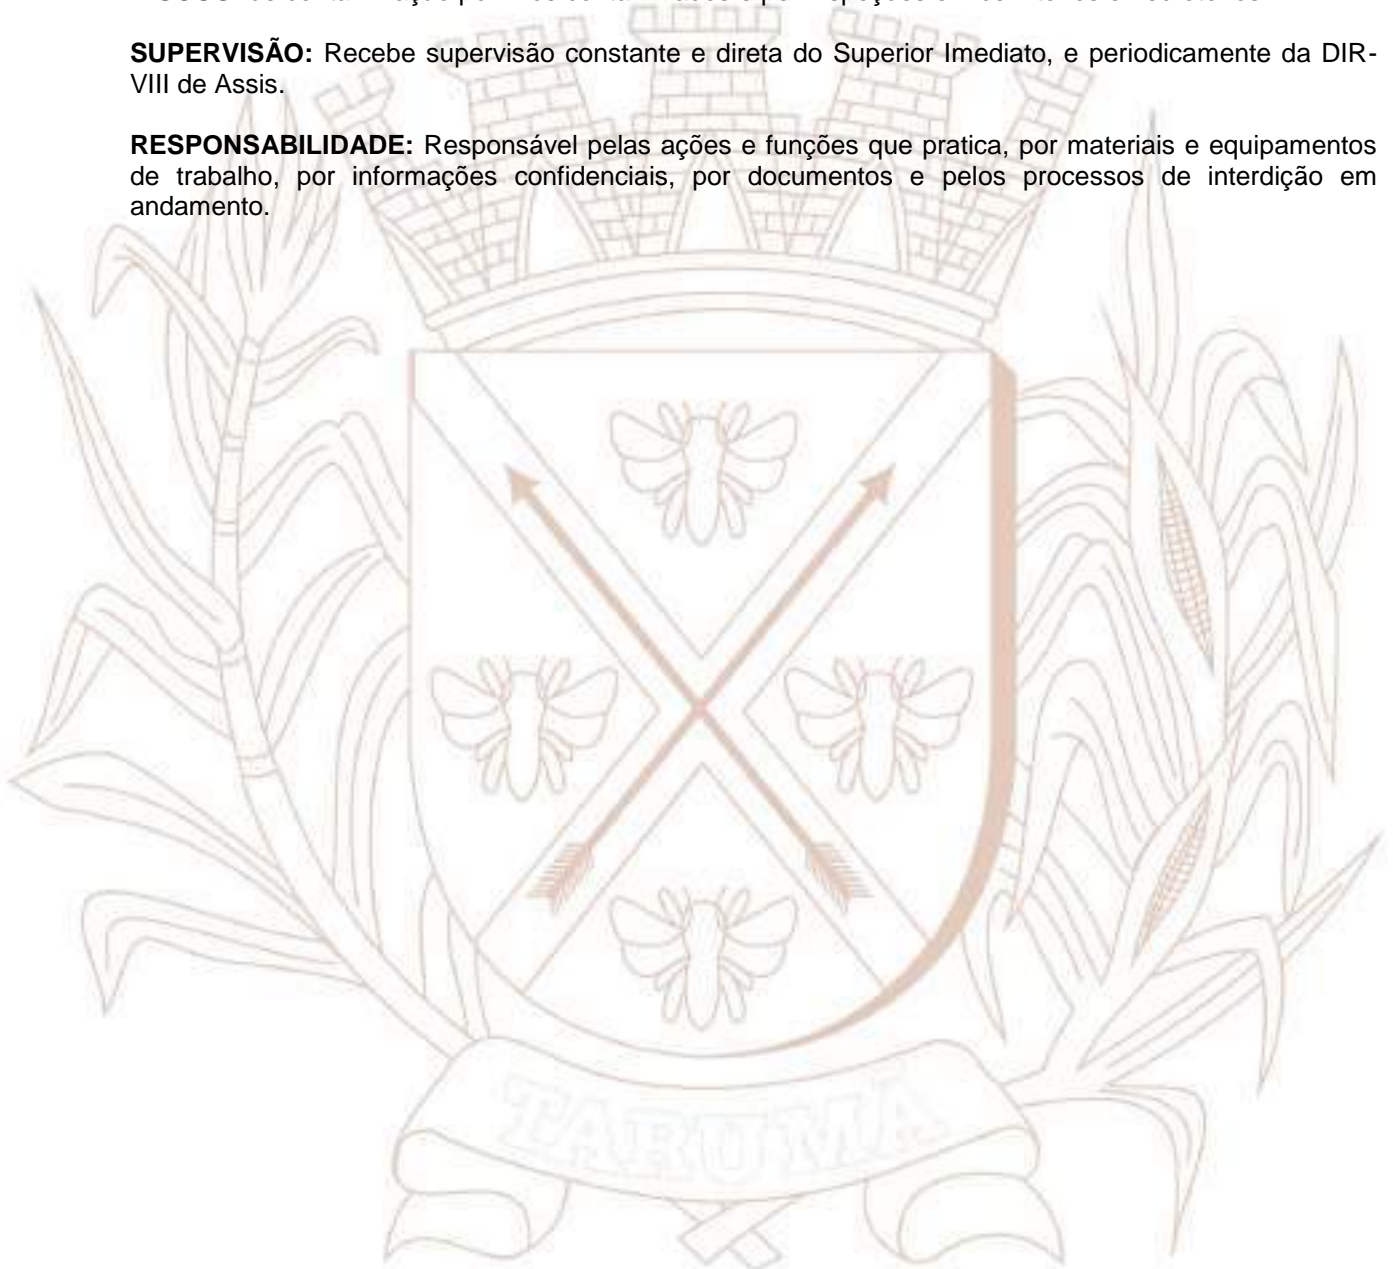 SUPERVISÃO: Recebe supervisão constante e direta do Superior Imediato, e periodicamente da DIR-
VIII de Assis.
RESPONSABILIDADE: Responsável pelas ações e funções que pratica, por materiais e equipamentos
de trabalho, por informações confidenciais, por documentos e pelos processos de interdição em
andamento.
TARUMÃ